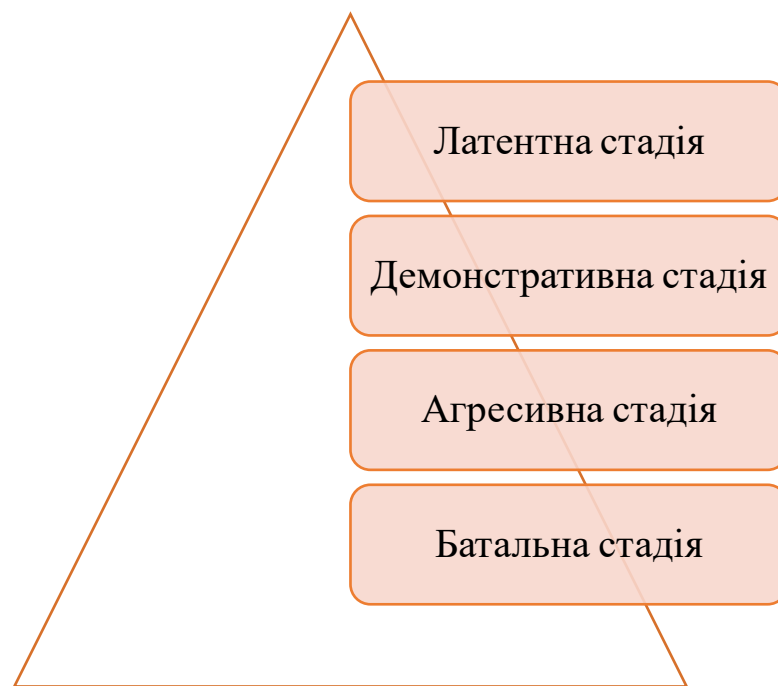 Латентна стадія
Демонстративна стадія
Агресивна стадія
Батальна стадія